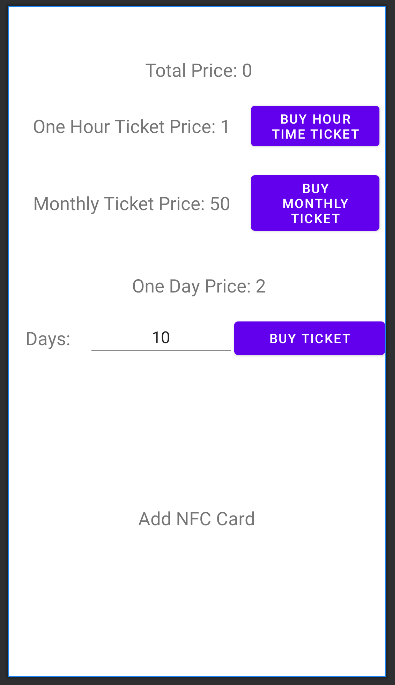 Total Price: 0
One Hour Ticket Price: 1
BUY HOUR
TIME TICKET
Monthly Ticket Price: 50
BUY
MONTHLY
TICKET
One Day Price: 2
Days:
10
BUY TICKET
Add NFC Card